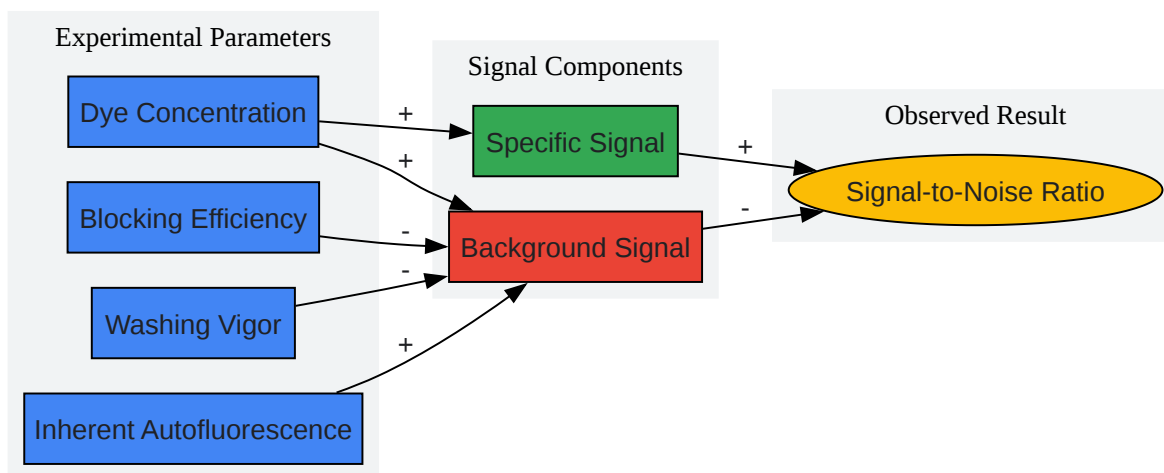 Experimental Parameters
Dye Concentration
Blocking Efficiency
Washing Vigor
Inherent Autofluorescence
+
+
-
-
+
Signal Components
Specific Signal
Background Signal
+
-
Observed Result
Signal-to-Noise Ratio